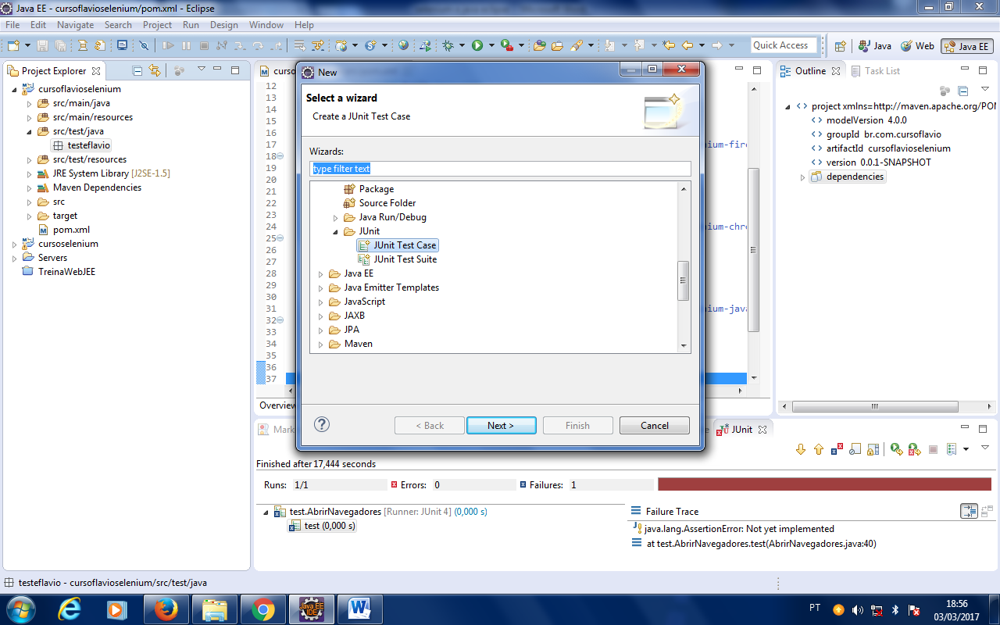 Java EE - cursoflavioselenium/pom.xml - Eclipse
File Edit Navigate Search Project Run Design Window Help
Quick Access
Java
Web
Java EE
Project Explorer
cursoflavioselenium
src/main/java
src/main/resources
src/test/java
testeflavio
src/test/resources
JRE System Library [J2SE-1.5]
Maven Dependencies
src
target
pom.xml
cursoselenium
Servers
TreinaWebJEE
curso
12
13
14
15
16
17
18
19
20
21
22
23
24
25
26
27
28
29
30
31
32
33
34
35
36
37
nium-fire
nium-chro
nium-java
Overview
New
Select a wizard
Create a JUnit Test Case
Wizards:
type filter text
Package
Source Folder
Java Run/Debug
JUnit
JUnit Test Case
JUnit Test Suite
Java EE
Java Emitter Templates
JavaScript
JAXB
JPA
Maven
< Back
Next >
Finish
Cancel
Outline
Task List
project xmlns=http://maven.apache.org/POM
modelVersion 4.0.0
groupId br.com.cursoflavio
artifactId cursoflavioselenium
version 0.0.1-SNAPSHOT
dependencies
Mark
JUnit
Finished after 17,444 seconds
Runs: 1/1
Errors: 0
Failures: 1
test.AbrirNavegadores [Runner: JUnit 4] (0,000 s)
test (0,000 s)
Failure Trace
java.lang.AssertionError: Not yet implemented
at test.AbrirNavegadores.test(AbrirNavegadores.java:40)
testeflavio - cursoflavioselenium/src/test/java
Java EE
IDE
PT
18:56
03/03/2017